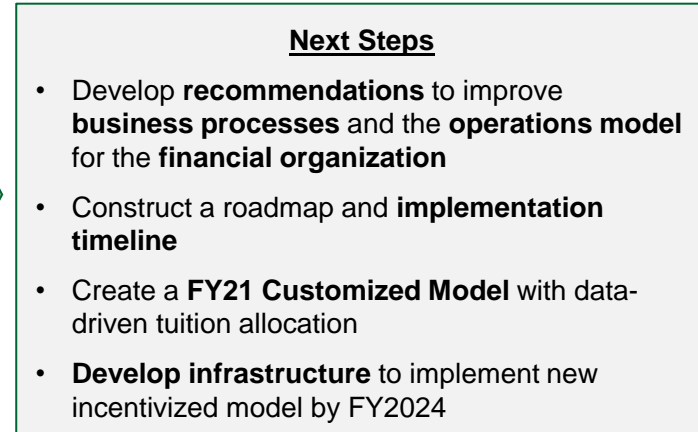 Next Steps
• Develop recommendations to improve
business processes and the operations model
for the financial organization
• Construct a roadmap and implementation
timeline
• Create a FY21 Customized Model with data-
driven tuition allocation
• Develop infrastructure to implement new
incentivized model by FY2024